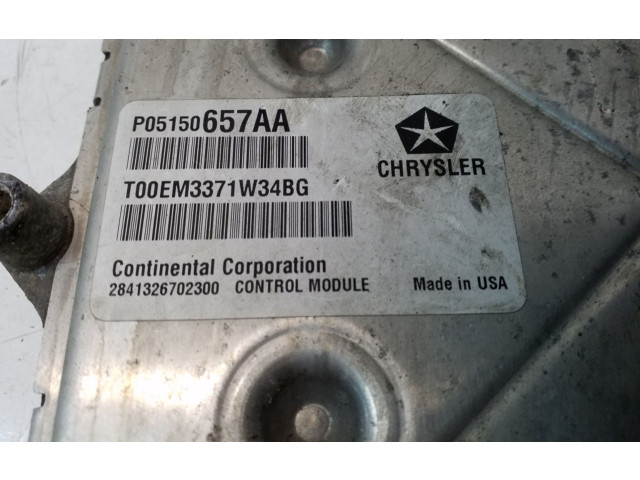 P05150657AA
CHRYSLER
T00EM3371W34BG
Continental Corporation
2841326702300 CONTROL MODULE Made in USA